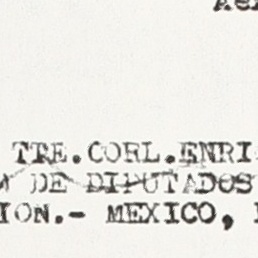 TTE.CORL.ENRI
DE DIPUTADOS
ION.- MEXICO,